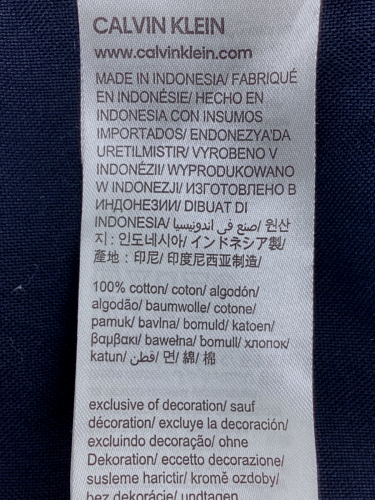 CALVIN KLEIN
www.calvinklein.com
MADE IN INDONESIA/ FABRIQUÉ
EN INDONÉSIE/ HECHO EN
INDONESIA CON INSUMOS
IMPORTADOS/ ENDONEZYA'DA
URETILMISTIR/ VYROBENO V
INDONÉZII/ WYPRODUKOWANO
W INDONEZJI/ ИЗГОТОВЛЕНО В
ИНДОНЕЗИИ/ DIBUAT DI
INDONESIA/ صنع في اندونيسيا/ 원산
지 : 인도네시아/ インドネシア製/
產地 : 印尼/ 印度尼西亚制造/
100% cotton/ coton/ algodón/
algodão/ baumwolle/ cotone/
pamuk/ bavlna/ bomuld/ katoen/
βαμβακι/ bawełna/ bomull/ хлопок/
katun/ قطن/ 면/ 綿/ 棉
exclusive of decoration/ sauf
décoration/ excluye la decoración/
excluindo decoração/ ohne
Dekoration/ eccetto decorazione/
susleme harictir/ kromě ozdoby/
bez dekorácie/ undtagen